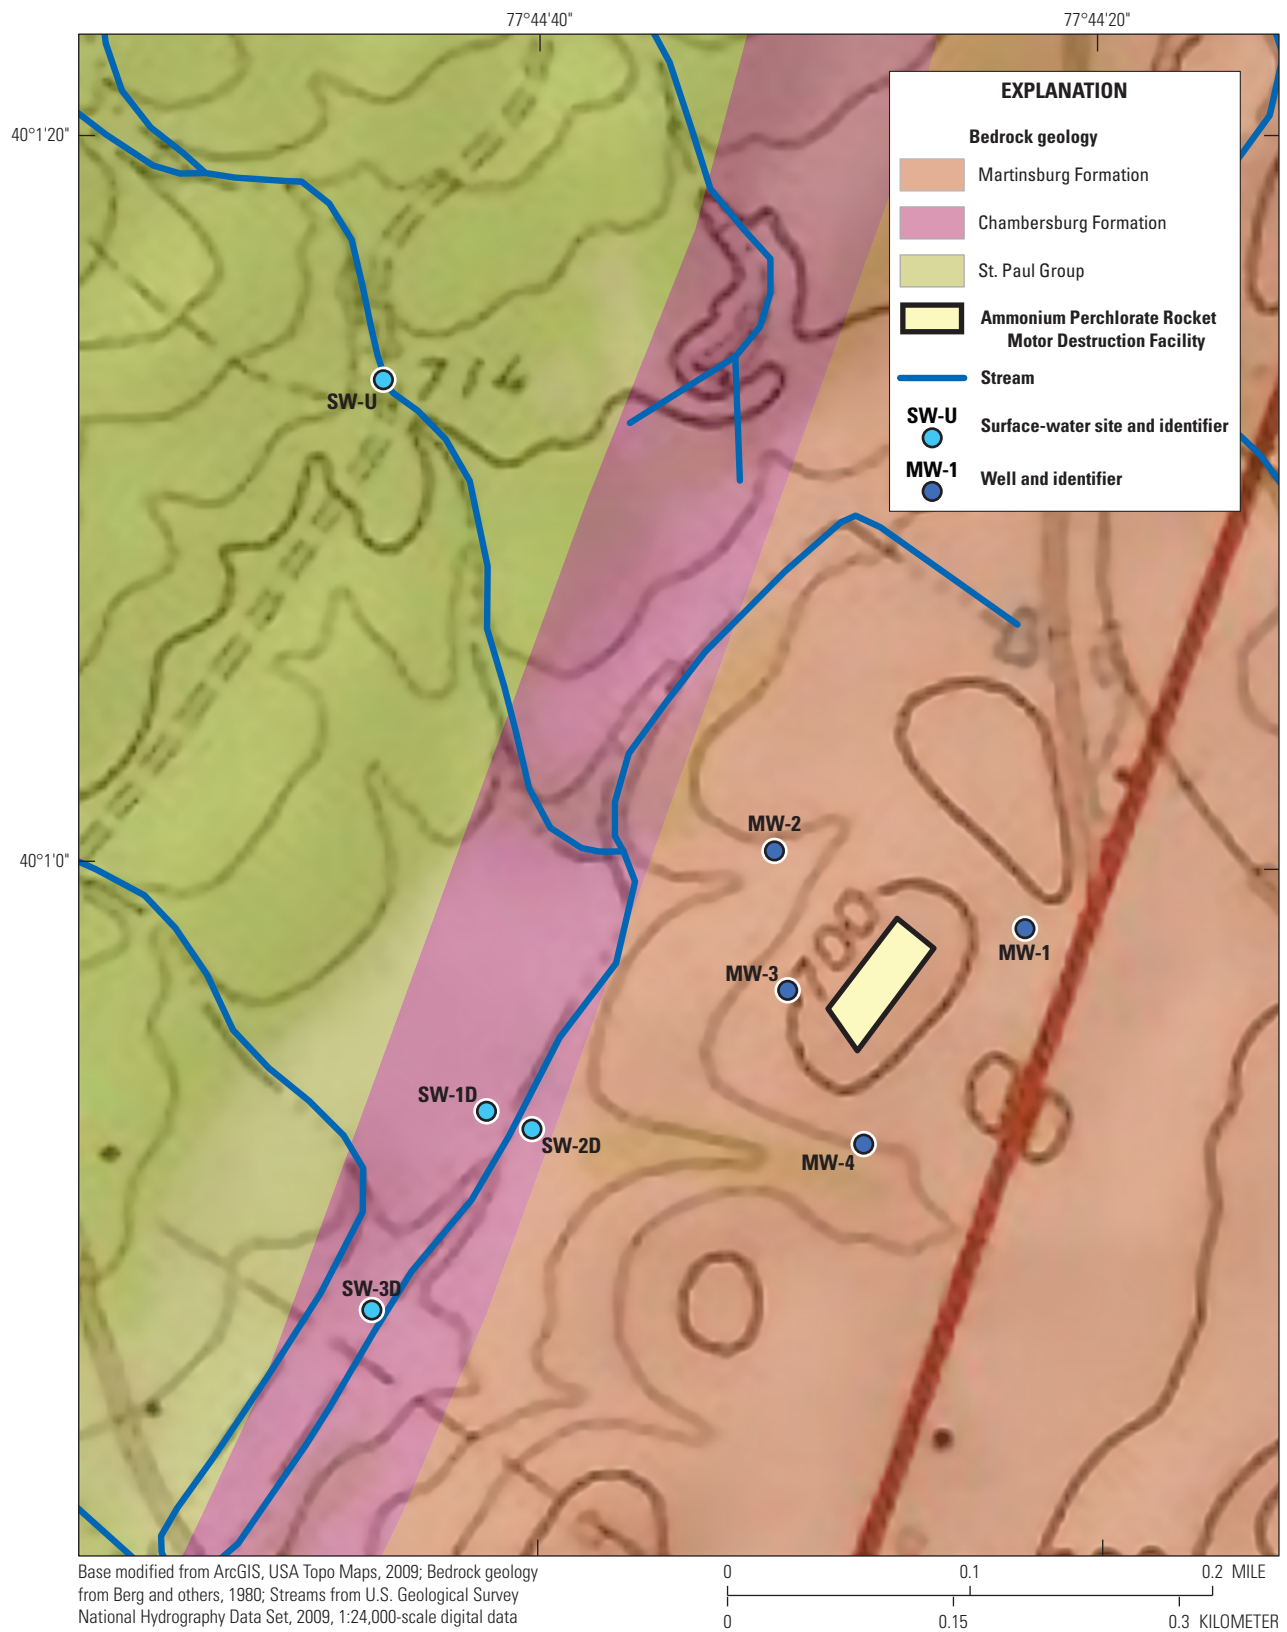 77°44'40"
77°44'20"
40°1'20"
40°1'0"
EXPLANATION
Bedrock geology
Martinsburg Formation
Chambersburg Formation
St. Paul Group
Ammonium Perchlorate Rocket
Motor Destruction Facility
Stream
SW-U
Surface-water site and identifier
MW-1
Well and identifier
SW-U
714
MW-2
700
MW-1
MW-3
SW-1D
SW-2D
MW-4
SW-3D
Base modified from ArcGIS, USA Topo Maps, 2009; Bedrock geology
from Berg and others, 1980; Streams from U.S. Geological Survey
National Hydrography Data Set, 2009, 1:24,000-scale digital data
0 0.1 0.2 MILE
0 0.15 0.3 KILOMETER